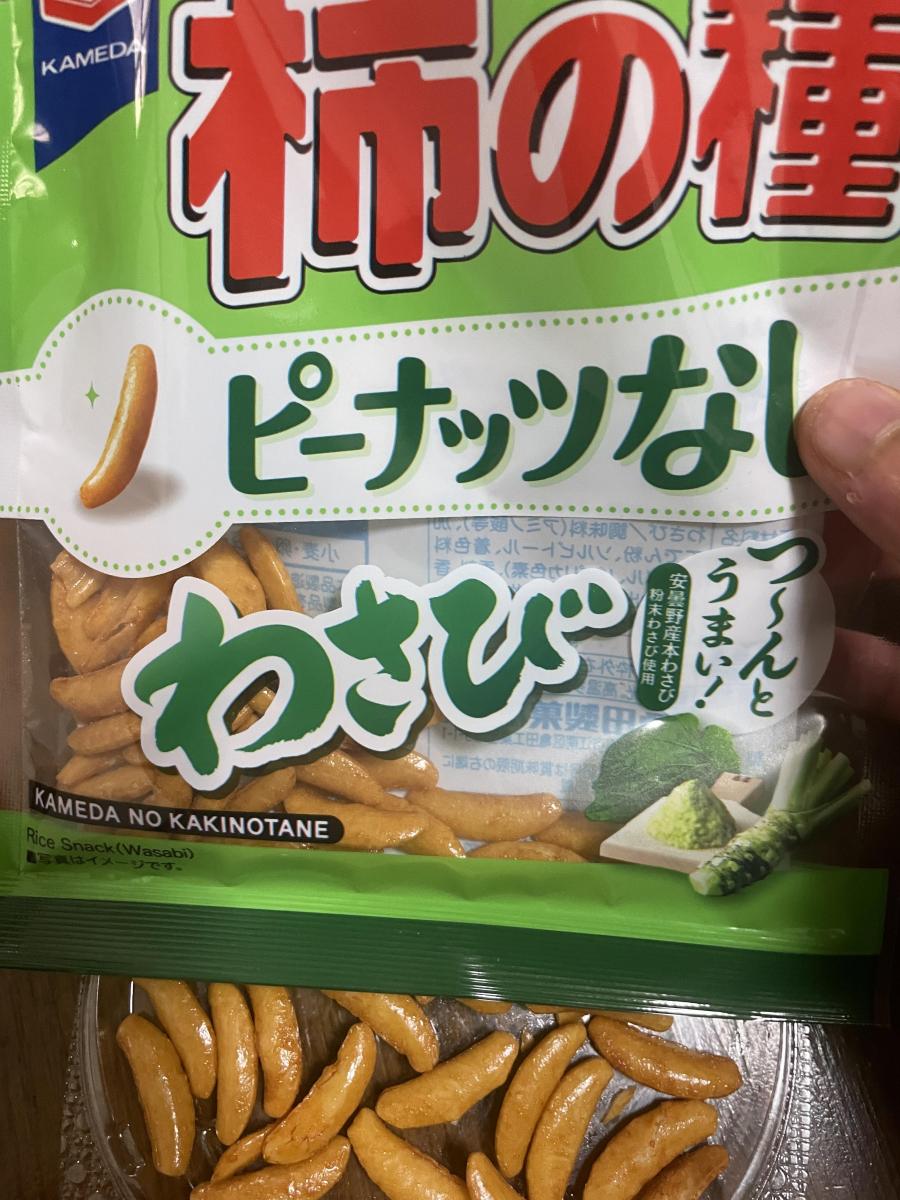 KAMEDA
柿の種
ピーナッツなし
つ〜んと
うまい！
安曇野産本わさび
粉末わさび使用
わさび
KAMEDA NO KAKINOTANE
Rice Snack(Wasabi)
■写真はイメージです。